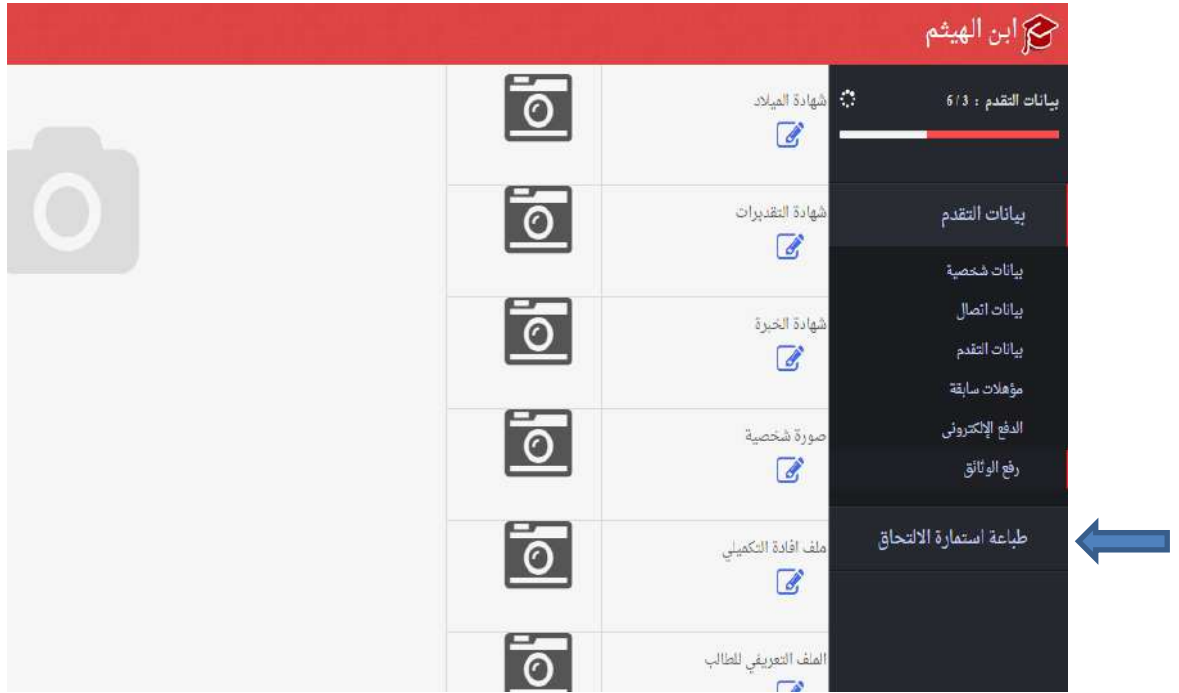 ابن الهيثم
بيانات التقدم : 3 / 6
بيانات التقدم
بيانات شخصية
بيانات اتصال
بيانات التقدم
مؤهلات سابقة
الدفع الإلكترونى
رفع الوثائق
طباعة استمارة الالتحاق
شهادة الميلاد
شهادة التقديرات
شهادة الخبرة
صورة شخصية
ملف افادة التكميلي
الملف التعريفي للطالب